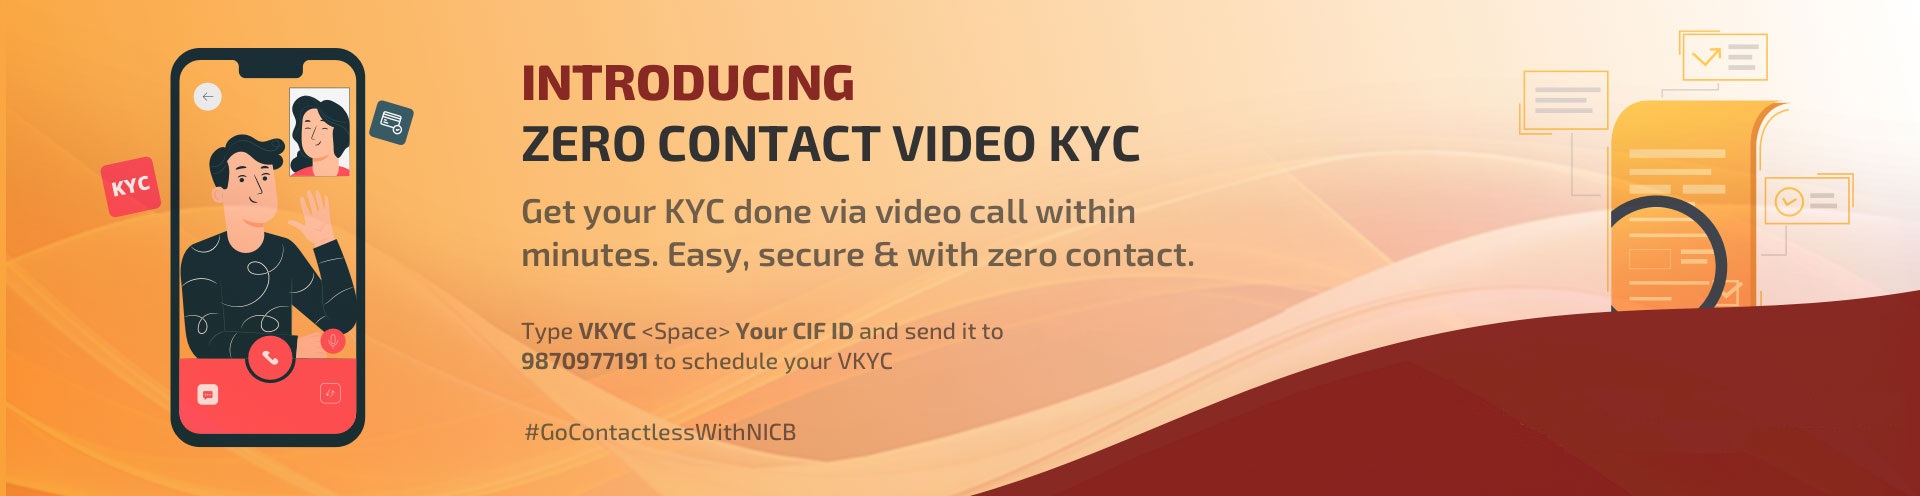 KYC
INTRODUCING
ZERO CONTACT VIDEO KYC
Get your KYC done via video call within
minutes. Easy, secure & with zero contact.
Type VKYC <Space> Your CIF ID and send it to
9870977191 to schedule your VKYC
#GoContactlessWithNICB